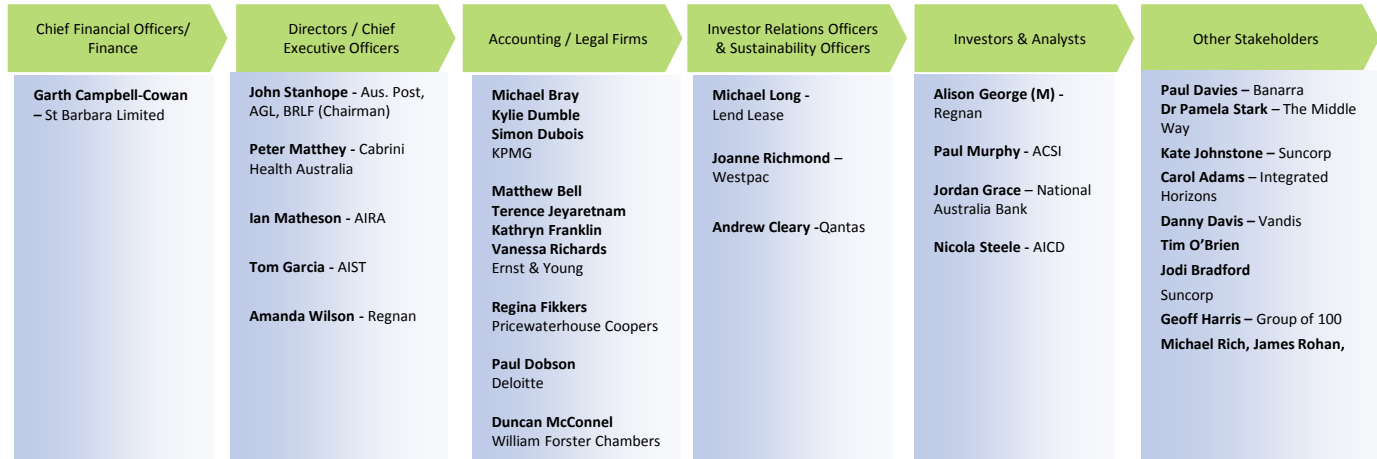 Chief Financial Officers/
Finance
Garth Campbell-Cowan
– St Barbara Limited
Directors / Chief
Executive Officers
John Stanhope - Aus. Post,
AGL, BRLF (Chairman)
Peter Matthey - Cabrini
Health Australia
Ian Matheson - AIRA
Tom Garcia - AIST
Amanda Wilson - Regnan
Accounting / Legal Firms
Michael Bray
Kylie Dumble
Simon Dubois
KPMG
Matthew Bell
Terence Jeyaretnam
Kathryn Franklin
Vanessa Richards
Ernst & Young
Regina Fikkers
Pricewaterhouse Coopers
Paul Dobson
Deloitte
Duncan McConnel
William Forster Chambers
Investor Relations Officers
& Sustainability Officers
Michael Long -
Lend Lease
Joanne Richmond –
Westpac
Andrew Cleary -Qantas
Investors & Analysts
Alison George (M) -
Regnan
Paul Murphy - ACSI
Jordan Grace – National
Australia Bank
Nicola Steele - AICD
Other Stakeholders
Paul Davies – Banarra
Dr Pamela Stark – The Middle
Way
Kate Johnstone – Suncorp
Carol Adams – Integrated
Horizons
Danny Davis – Vandis
Tim O’Brien
Jodi Bradford
Suncorp
Geoff Harris – Group of 100
Michael Rich, James Rohan,